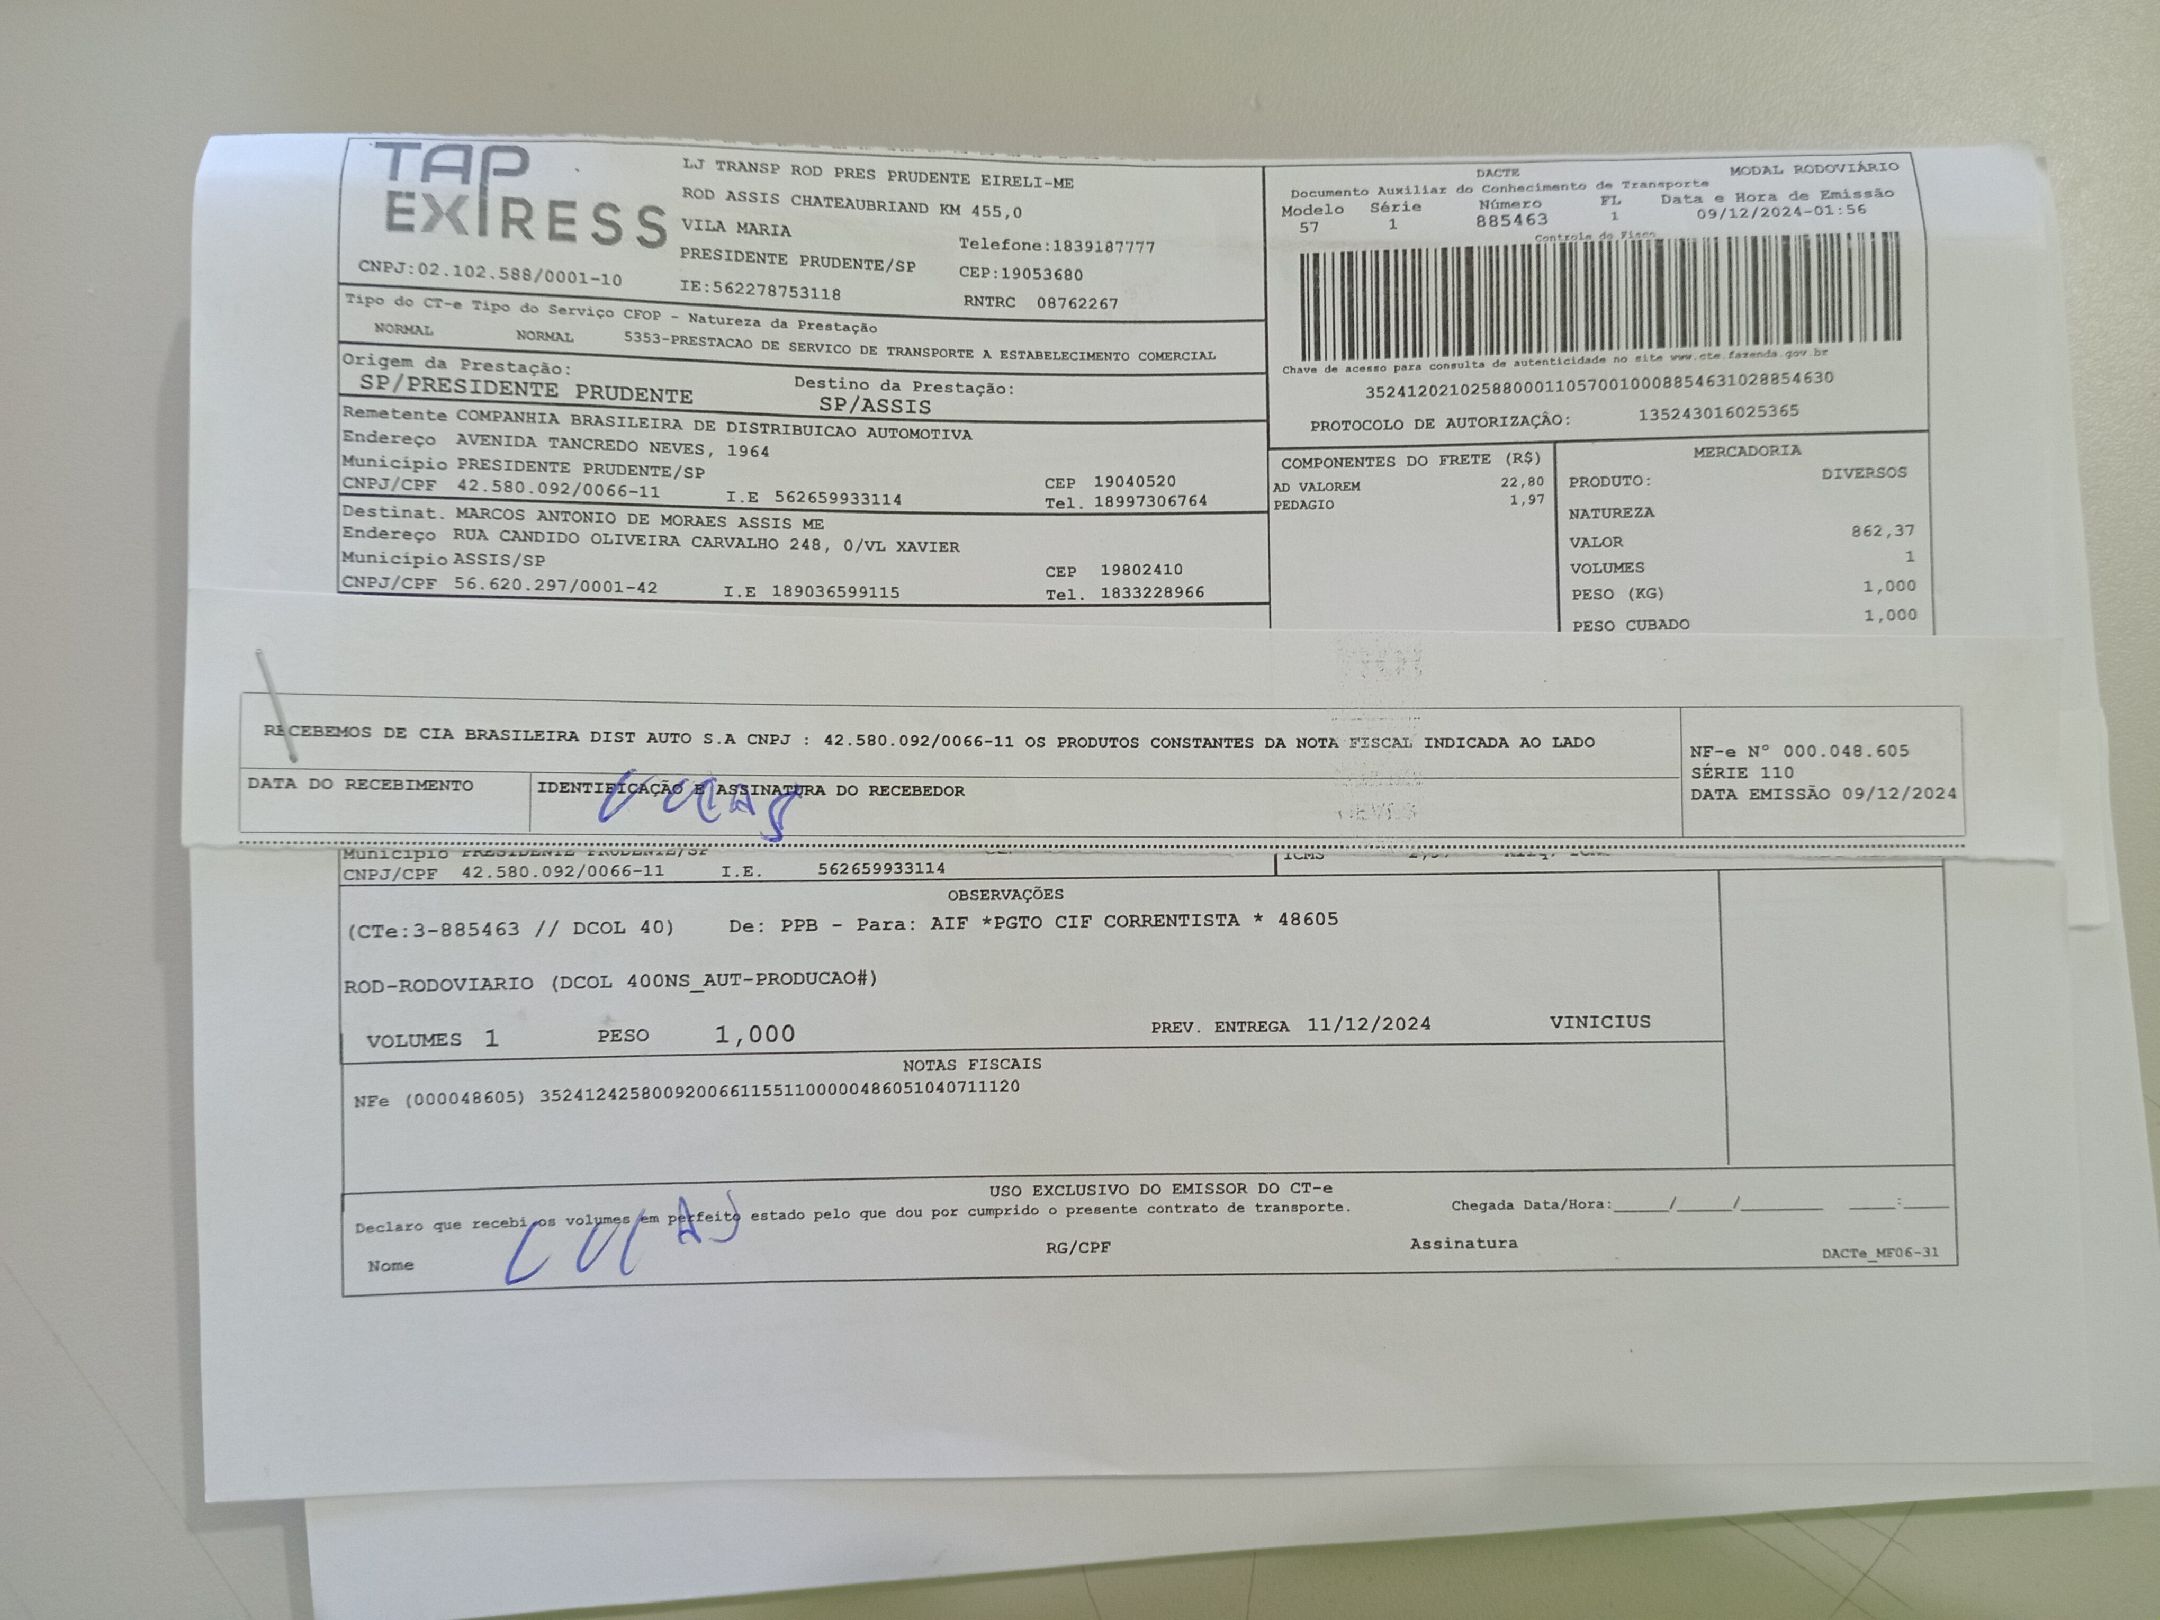 TAP
EXPRESS
LJ TRANSP ROD PRES PRUDENTE EIRELI-ME
ROD ASSIS CHATEAUBRIAND KM 455,0
VILA MARIA
Telefone:1839187777
PRESIDENTE PRUDENTE/SP
CEP:19053680
CNPJ:02.102.588/0001-10
IE:562278753118
RNTRC 08762267
DACTE
MODAL RODOVIÁRIO
Documento Auxiliar do Conhecimento de Transporte
Modelo Série Número FL Data e Hora de Emissão
57 1 885463 1 09/12/2024-01:56
Controle do Fisco
Chave de acesso para consulta de autenticidade no site www.cte.fazenda.gov.br
35241202102588000110570010008854631028854630
PROTOCOLO DE AUTORIZAÇÃO: 135243016025365
Tipo do CT-e Tipo do Serviço CFOP - Natureza da Prestação
NORMAL NORMAL 5353-PRESTACAO DE SERVICO DE TRANSPORTE A ESTABELECIMENTO COMERCIAL
Origem da Prestação: Destino da Prestação:
SP/PRESIDENTE PRUDENTE SP/ASSIS
Remetente COMPANHIA BRASILEIRA DE DISTRIBUICAO AUTOMOTIVA
Endereço AVENIDA TANCREDO NEVES, 1964
Município PRESIDENTE PRUDENTE/SP CEP 19040520
CNPJ/CPF 42.580.092/0066-11 I.E 562659933114 Tel. 18997306764
Destinat. MARCOS ANTONIO DE MORAES ASSIS ME
Endereço RUA CANDIDO OLIVEIRA CARVALHO 248, 0/VL XAVIER
Município ASSIS/SP CEP 19802410
CNPJ/CPF 56.620.297/0001-42 I.E 189036599115 Tel. 1833228966
COMPONENTES DO FRETE (R$)
AD VALOREM 22,80
PEDAGIO 1,97
MERCADORIA
PRODUTO: DIVERSOS
NATUREZA
VALOR 862,37
VOLUMES 1
PESO (KG) 1,000
PESO CUBADO 1,000
RECEBEMOS DE CIA BRASILEIRA DIST AUTO S.A CNPJ : 42.580.092/0066-11 OS PRODUTOS CONSTANTES DA NOTA FISCAL INDICADA AO LADO
NF-e N° 000.048.605
SÉRIE 110
DATA EMISSÃO 09/12/2024
DATA DO RECEBIMENTO
IDENTIFICAÇÃO E ASSINATURA DO RECEBEDOR
LUCAS
Município PRESIDENTE PRUDENTE/SP
ICMS
CNPJ/CPF 42.580.092/0066-11 I.E. 562659933114
OBSERVAÇÕES
(CTe:3-885463 // DCOL 40) De: PPB - Para: AIF *PGTO CIF CORRENTISTA * 48605
ROD-RODOVIARIO (DCOL 400NS_AUT-PRODUCAO#)
VOLUMES 1 PESO 1,000 PREV. ENTREGA 11/12/2024 VINICIUS
NOTAS FISCAIS
NFe (000048605) 35241242580092006611551100000486051040711120
USO EXCLUSIVO DO EMISSOR DO CT-e
Declaro que recebi os volumes em perfeito estado pelo que dou por cumprido o presente contrato de transporte. Chegada Data/Hora:_____/_____/________ _____:_____
Nome LUCAS RG/CPF Assinatura
DACTe_MF06-31